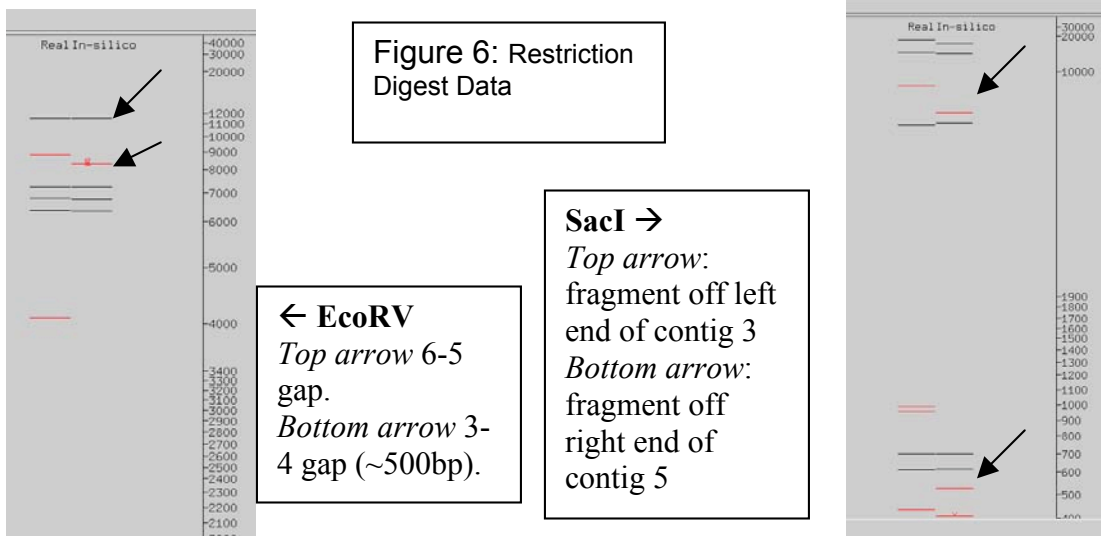 Real In-silico
40000
30000
20000
12000
11000
10000
9000
8000
7000
6000
5000
4000
3400
3300
3200
3100
3000
2900
2800
2700
2600
2500
2400
2300
2200
2100
Figure 6: Restriction
Digest Data
← EcoRV
Top arrow 6-5
gap.
Bottom arrow 3-
4 gap (~500bp).
SacI →
Top arrow:
fragment off left
end of contig 3
Bottom arrow:
fragment off
right end of
contig 5
Real In-silico
30000
20000
10000
1900
1800
1700
1600
1500
1400
1300
1200
1100
1000
900
800
700
600
500
400